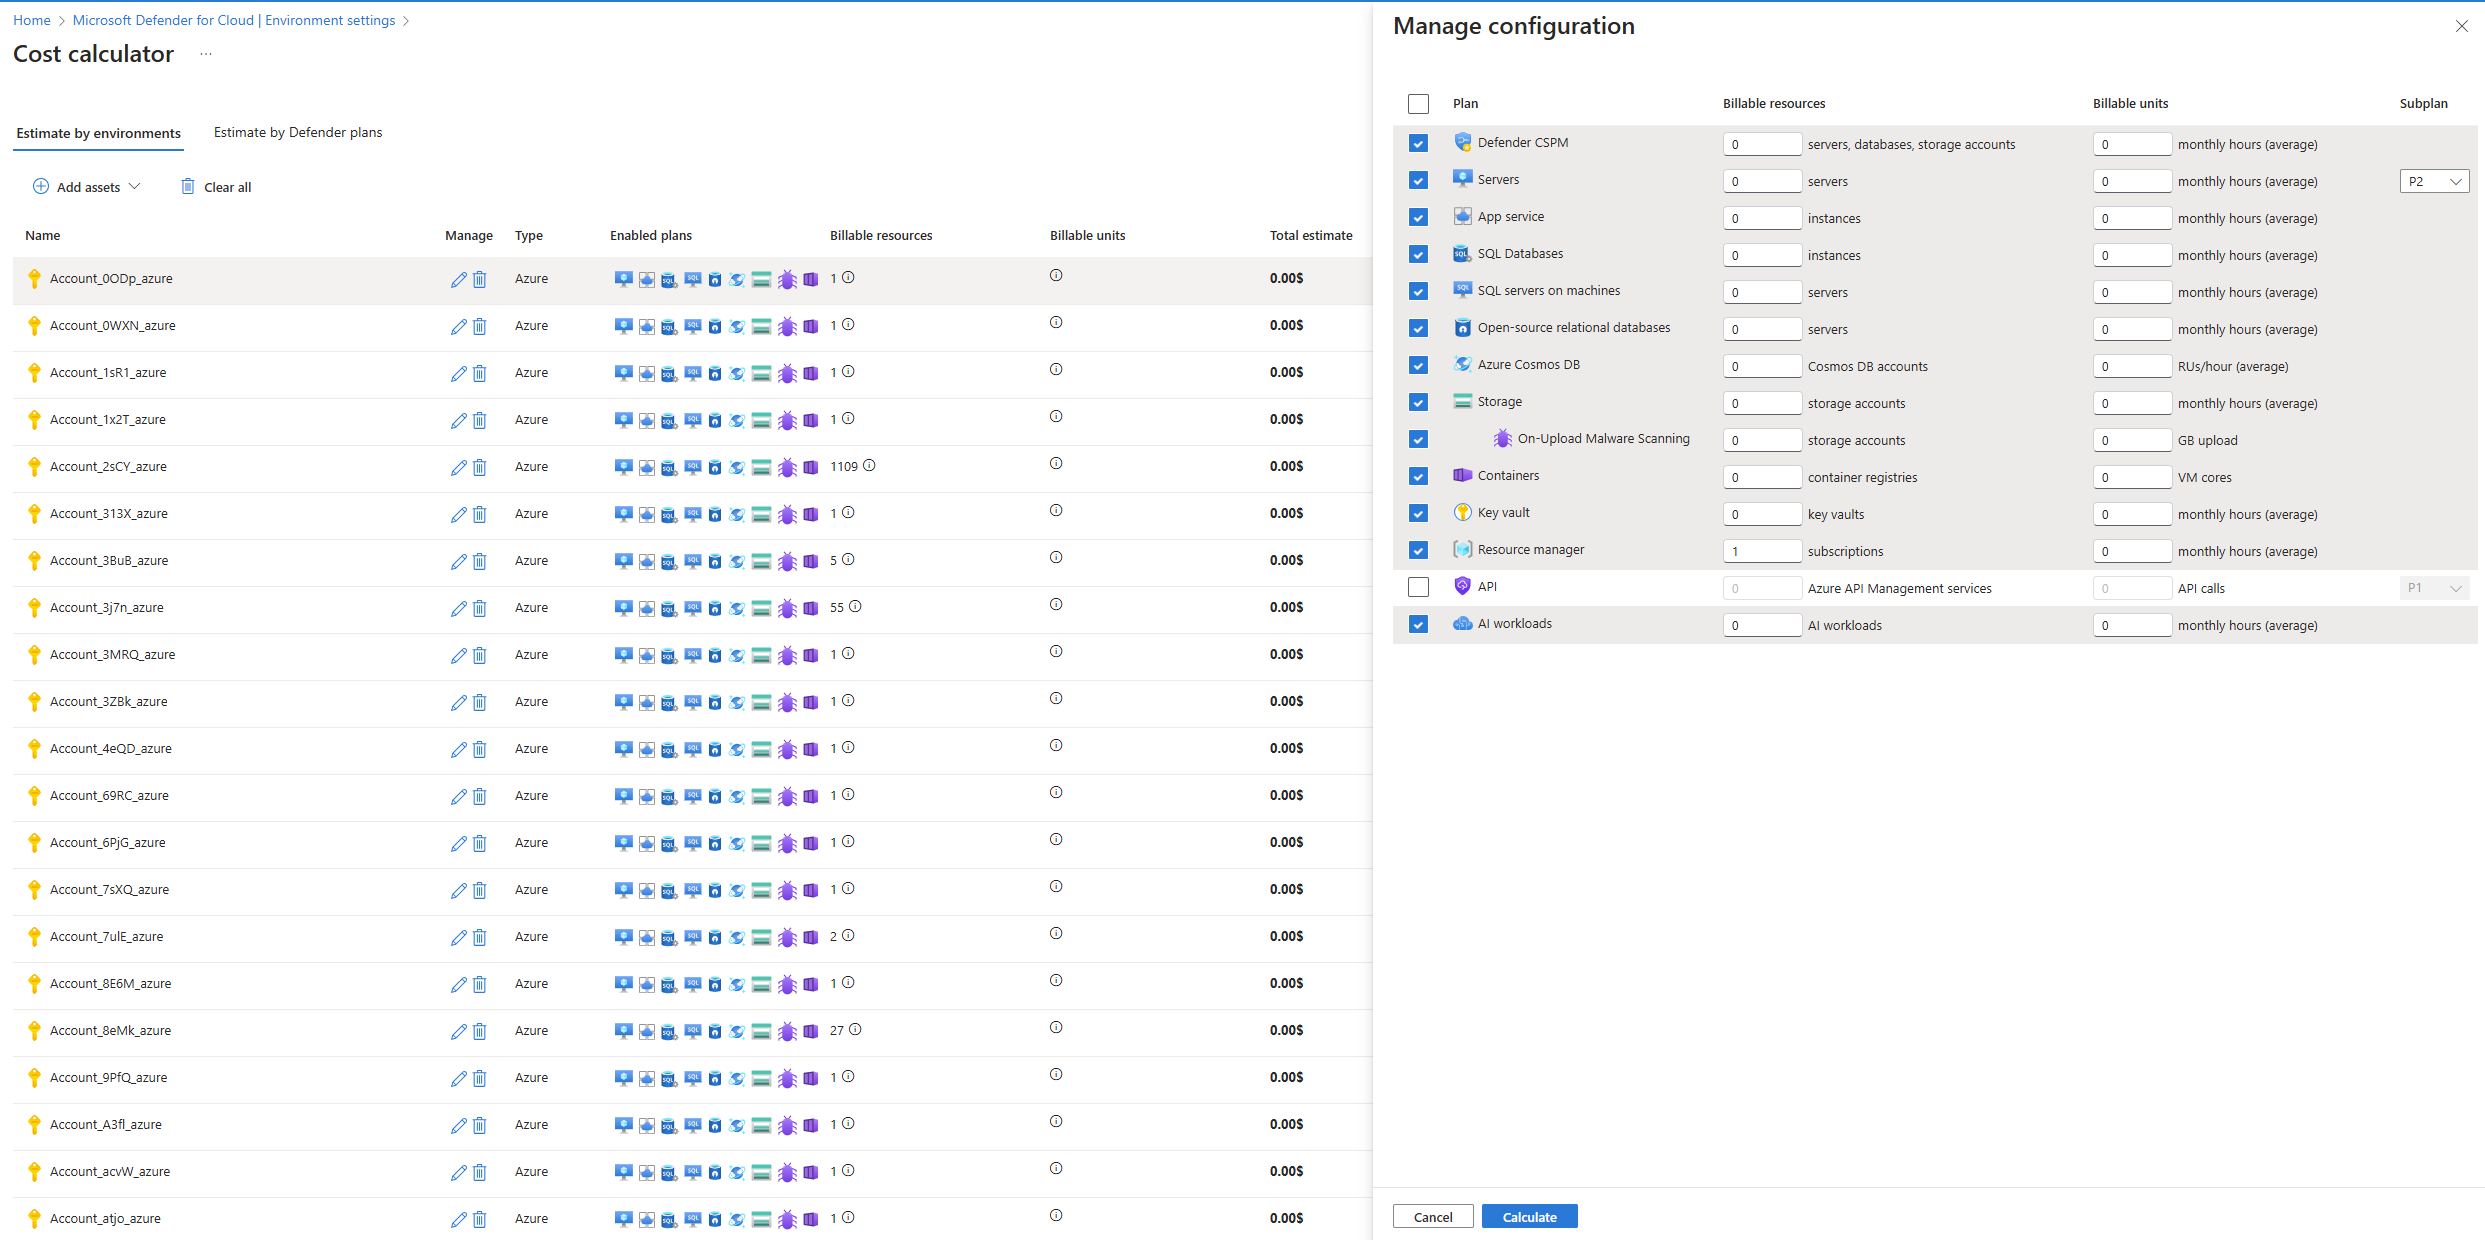 Home > Microsoft Defender for Cloud | Environment settings >
Cost calculator ...
Estimate by environments Estimate by Defender plans
Add assets Clear all
Name Manage Type Enabled plans Billable resources Billable units Total estimate
Account_0ODp_azure Azure 1 0.00$
Account_0WXN_azure Azure 1 0.00$
Account_1sR1_azure Azure 1 0.00$
Account_1x2T_azure Azure 1 0.00$
Account_2sCY_azure Azure 1109 0.00$
Account_313X_azure Azure 1 0.00$
Account_3BuB_azure Azure 5 0.00$
Account_3j7n_azure Azure 55 0.00$
Account_3MRQ_azure Azure 1 0.00$
Account_3ZBk_azure Azure 1 0.00$
Account_4eQD_azure Azure 1 0.00$
Account_69RC_azure Azure 1 0.00$
Account_6PjG_azure Azure 1 0.00$
Account_7sXQ_azure Azure 1 0.00$
Account_7ulE_azure Azure 2 0.00$
Account_8E6M_azure Azure 1 0.00$
Account_8eMk_azure Azure 27 0.00$
Account_9PfQ_azure Azure 1 0.00$
Account_A3fl_azure Azure 1 0.00$
Account_acvW_azure Azure 1 0.00$
Account_atjo_azure Azure 1 0.00$
Manage configuration
Plan Billable resources Billable units Subplan
Defender CSPM 0 servers, databases, storage accounts 0 monthly hours (average)
Servers 0 servers 0 monthly hours (average) P2
App service 0 instances 0 monthly hours (average)
SQL Databases 0 instances 0 monthly hours (average)
SQL servers on machines 0 servers 0 monthly hours (average)
Open-source relational databases 0 servers 0 monthly hours (average)
Azure Cosmos DB 0 Cosmos DB accounts 0 RUs/hour (average)
Storage 0 storage accounts 0 monthly hours (average)
On-Upload Malware Scanning 0 storage accounts 0 GB upload
Containers 0 container registries 0 VM cores
Key vault 0 key vaults 0 monthly hours (average)
Resource manager 1 subscriptions 0 monthly hours (average)
API 0 Azure API Management services 0 API calls P1
AI workloads 0 AI workloads 0 monthly hours (average)
Cancel Calculate